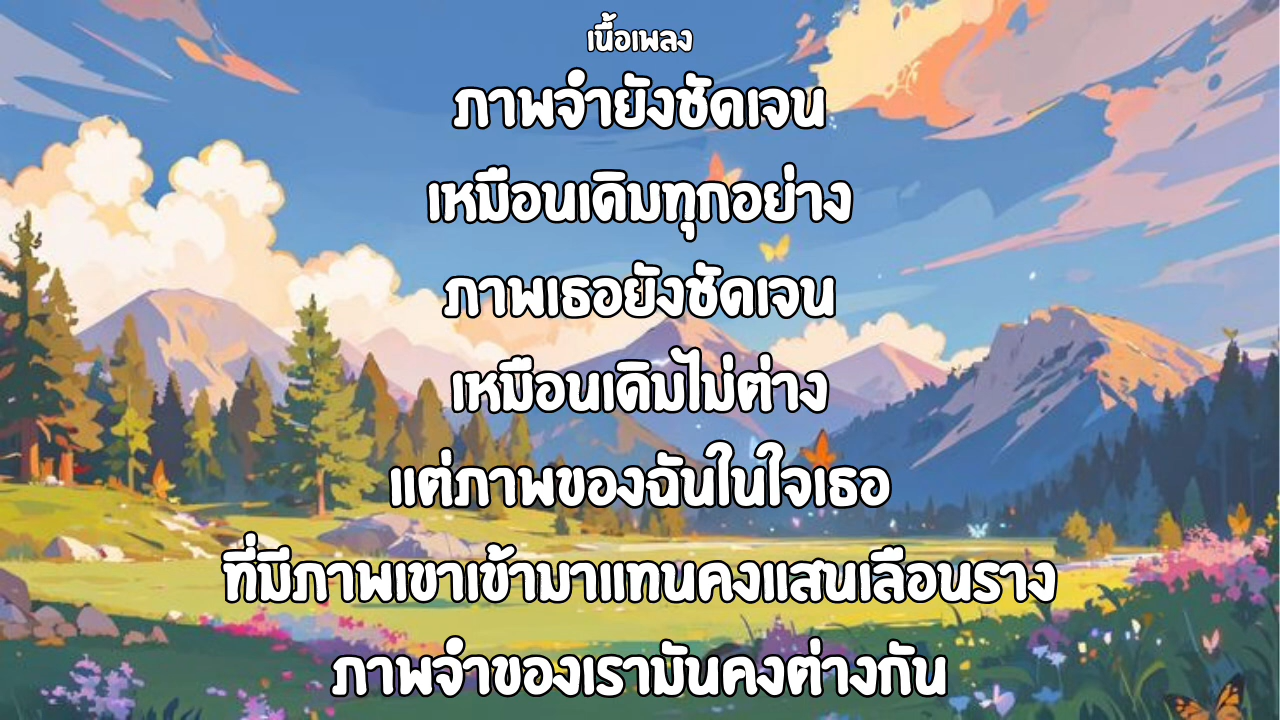 เนื้อเพลง
ภาพจำยังชัดเจน
เหมือนเดิมทุกอย่าง
ภาพเธอยังชัดเจน
เหมือนเดิมไม่ต่าง
แต่ภาพของฉันในใจเธอ
ที่มีภาพเขาเข้ามาแทนคงแสนเลือนราง
ภาพจำของเรามันคงต่างกัน